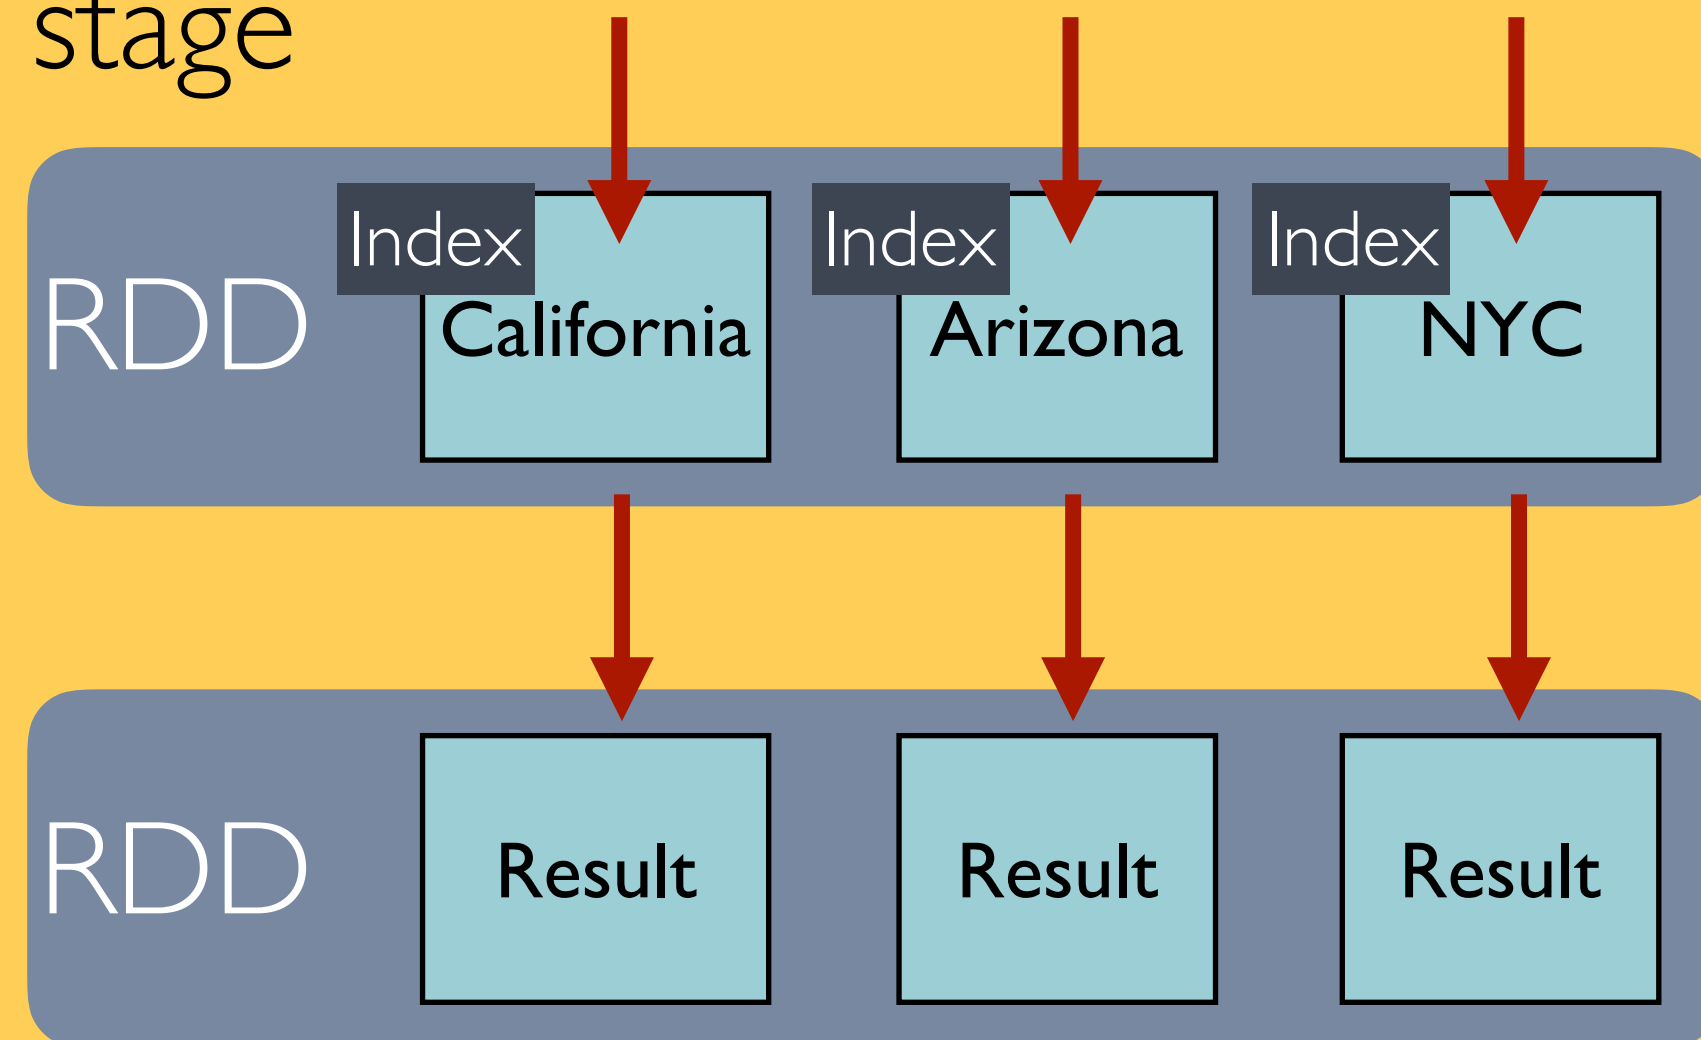 stage
Index Index Index
RDD California Arizona NYC
RDD Result Result Result